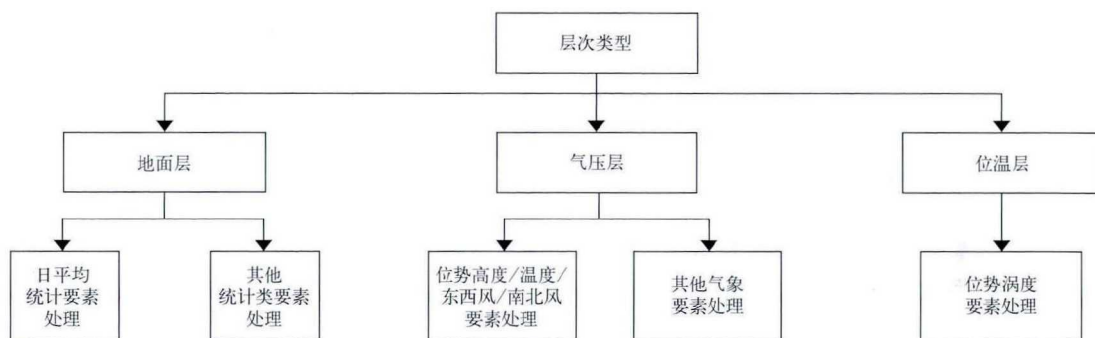 层次类型
地面层
气压层
位温层
日平均
统计要素
处理
其他
统计类要素
处理
位势高度/温度/
东西风/南北风
要素处理
其他气象
要素处理
位势涡度
要素处理